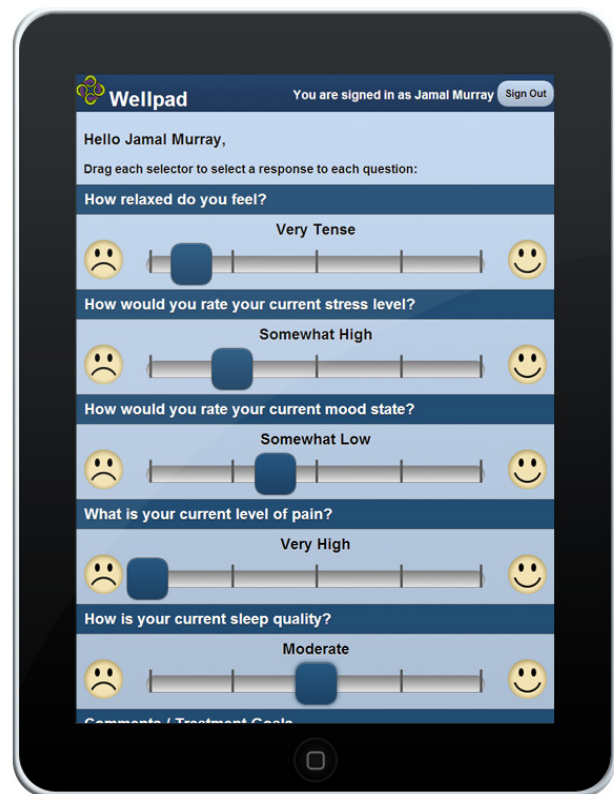 Wellpad
You are signed in as Jamal Murray
Sign Out
Hello Jamal Murray,
Drag each selector to select a response to each question:
How relaxed do you feel?
Very Tense
How would you rate your current stress level?
Somewhat High
How would you rate your current mood state?
Somewhat Low
What is your current level of pain?
Very High
How is your current sleep quality?
Moderate
Comments / Treatment Goals